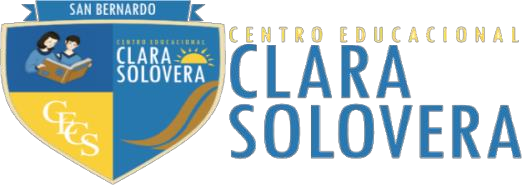 SAN BERNARDO
CENTRO EDUCACIONAL
CLARA
SOLOVERA
CECS
CENTRO EDUCACIONAL
CLARA
SOLOVERA